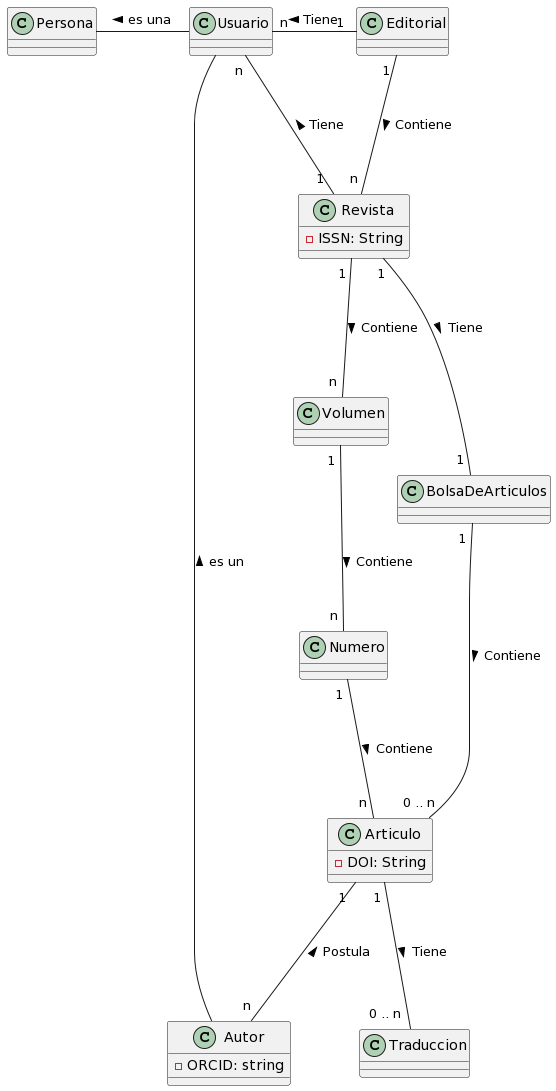 C Persona
es una
C Usuario
n
Tiene
1
C Editorial
n
1
Tiene
Contiene
1
n
C Revista
ISSN: String
1
1
Contiene
Tiene
n
C Volumen
1
1
C BolsaDeArticulos
1
es un
Contiene
n
C Numero
Contiene
1
Contiene
n
0 .. n
C Articulo
DOI: String
1
1
Postula
Tiene
n
0 .. n
C Autor
ORCID: string
C Traduccion